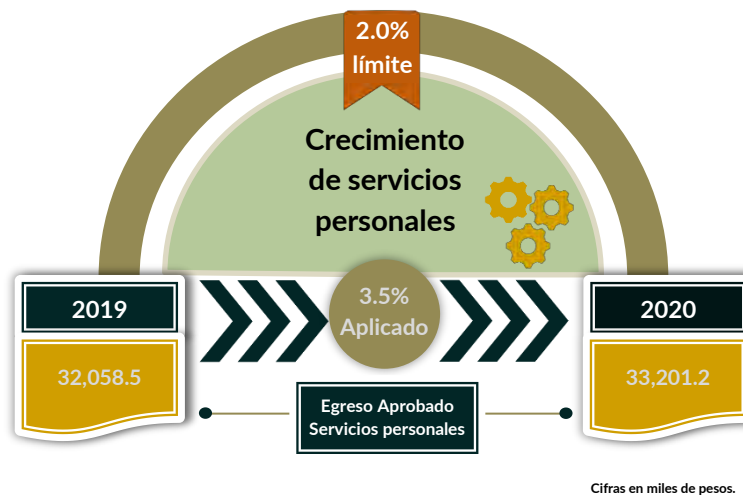 2.0%
límite
Crecimiento
de servicios
personales
2019
3.5%
Aplicado
2020
32,058.5
33,201.2
Egreso Aprobado
Servicios personales
Cifras en miles de pesos.